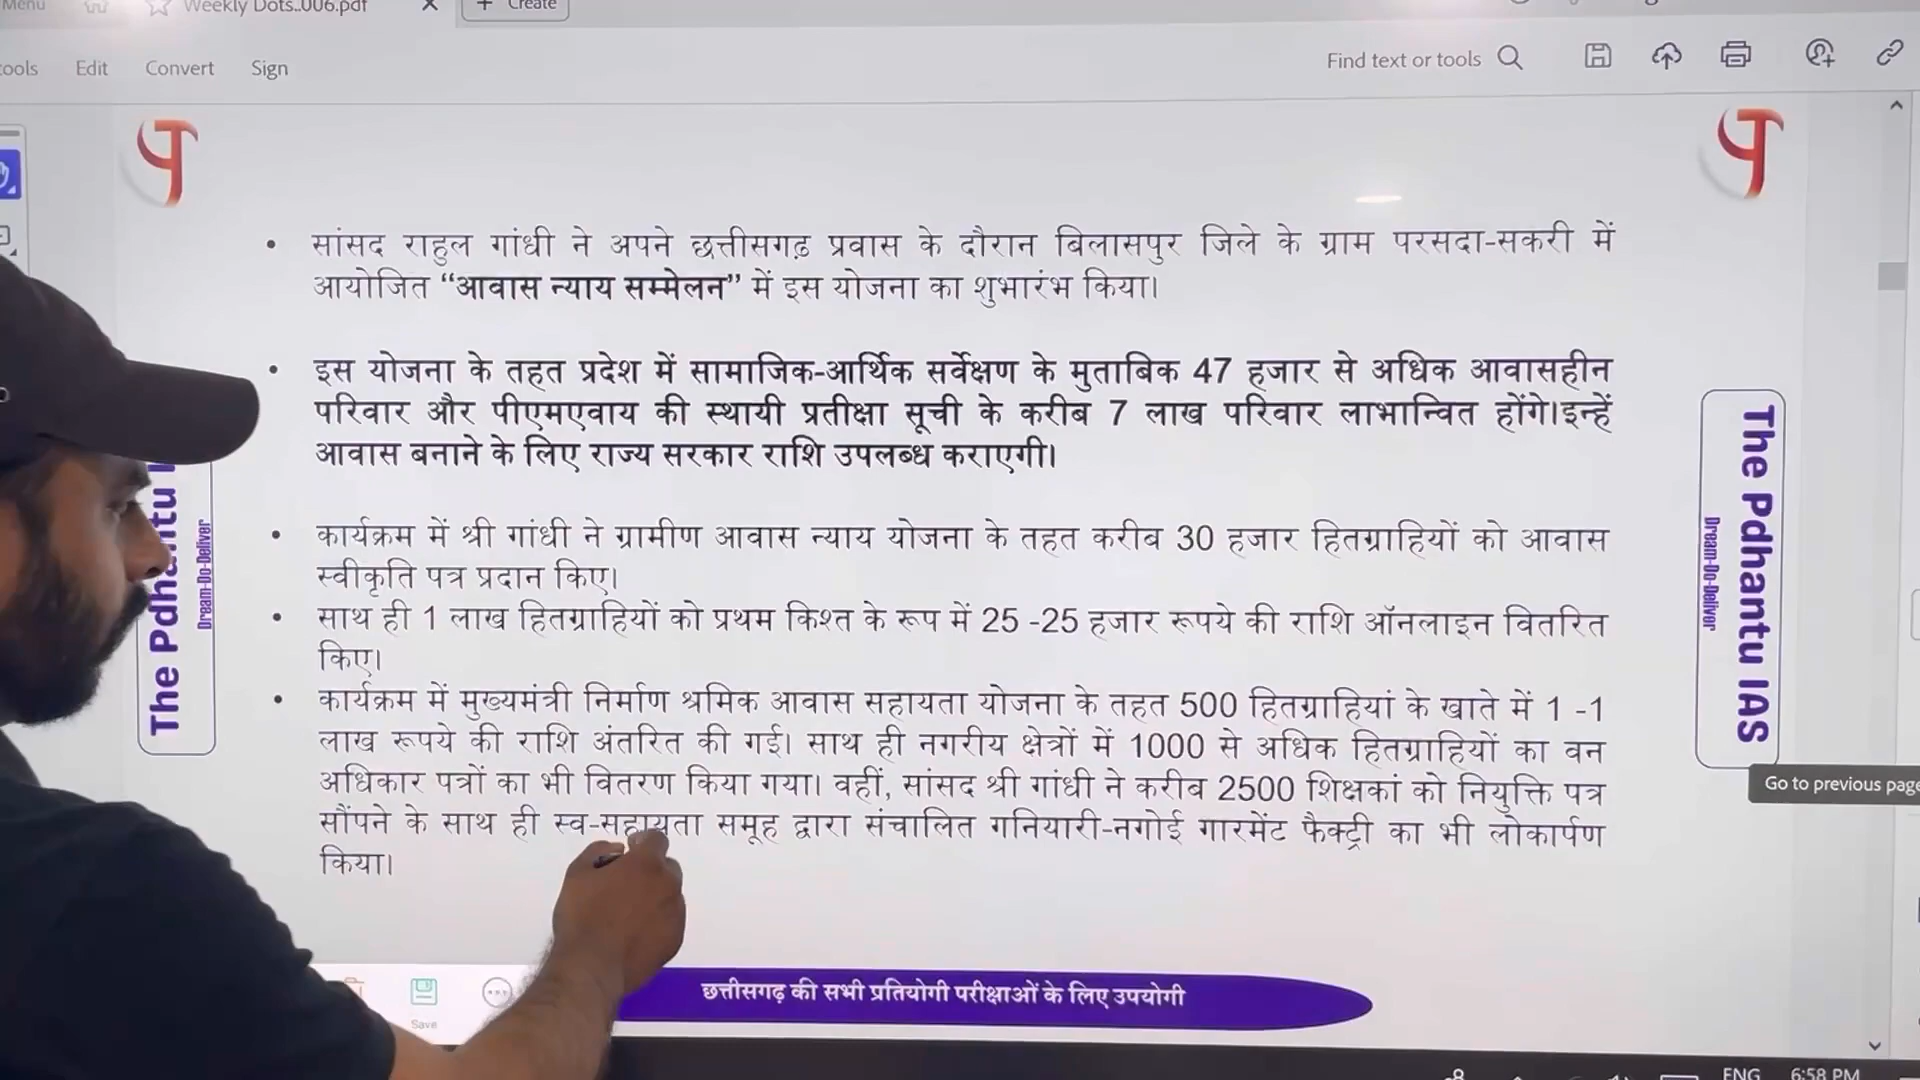 Menu
Weekly Dots..006.pdf
Create
ools
Edit
Convert
Sign
Find text or tools
सांसद राहुल गांधी ने अपने छत्तीसगढ़ प्रवास के दौरान बिलासपुर जिले के ग्राम परसदा-सकरी में
आयोजित “आवास न्याय सम्मेलन” में इस योजना का शुभारंभ किया।
इस योजना के तहत प्रदेश में सामाजिक-आर्थिक सर्वेक्षण के मुताबिक 47 हजार से अधिक आवासहीन
परिवार और पीएमएवाय की स्थायी प्रतीक्षा सूची के करीब 7 लाख परिवार लाभान्वित होंगे।इन्हें
आवास बनाने के लिए राज्य सरकार राशि उपलब्ध कराएगी।
कार्यक्रम में श्री गांधी ने ग्रामीण आवास न्याय योजना के तहत करीब 30 हजार हितग्राहियों को आवास
स्वीकृति पत्र प्रदान किए।
साथ ही 1 लाख हितग्राहियों को प्रथम किश्त के रूप में 25 -25 हजार रूपये की राशि ऑनलाइन वितरित
किए।
कार्यक्रम में मुख्यमंत्री निर्माण श्रमिक आवास सहायता योजना के तहत 500 हितग्राहियां के खाते में 1 -1
लाख रूपये की राशि अंतरित की गई। साथ ही नगरीय क्षेत्रों में 1000 से अधिक हितग्राहियों का वन
अधिकार पत्रों का भी वितरण किया गया। वहीं, सांसद श्री गांधी ने करीब 2500 शिक्षकां को नियुक्ति पत्र
सौंपने के साथ ही स्व-सहायता समूह द्वारा संचालित गनियारी-नगोई गारमेंट फैक्ट्री का भी लोकार्पण
किया।
The Pdhantu
Dream-Do-Deliver
The Pdhantu IAS
Dream-Do-Deliver
Go to previous page
Save
छत्तीसगढ़ की सभी प्रतियोगी परीक्षाओं के लिए उपयोगी
ENG
6:58 PM